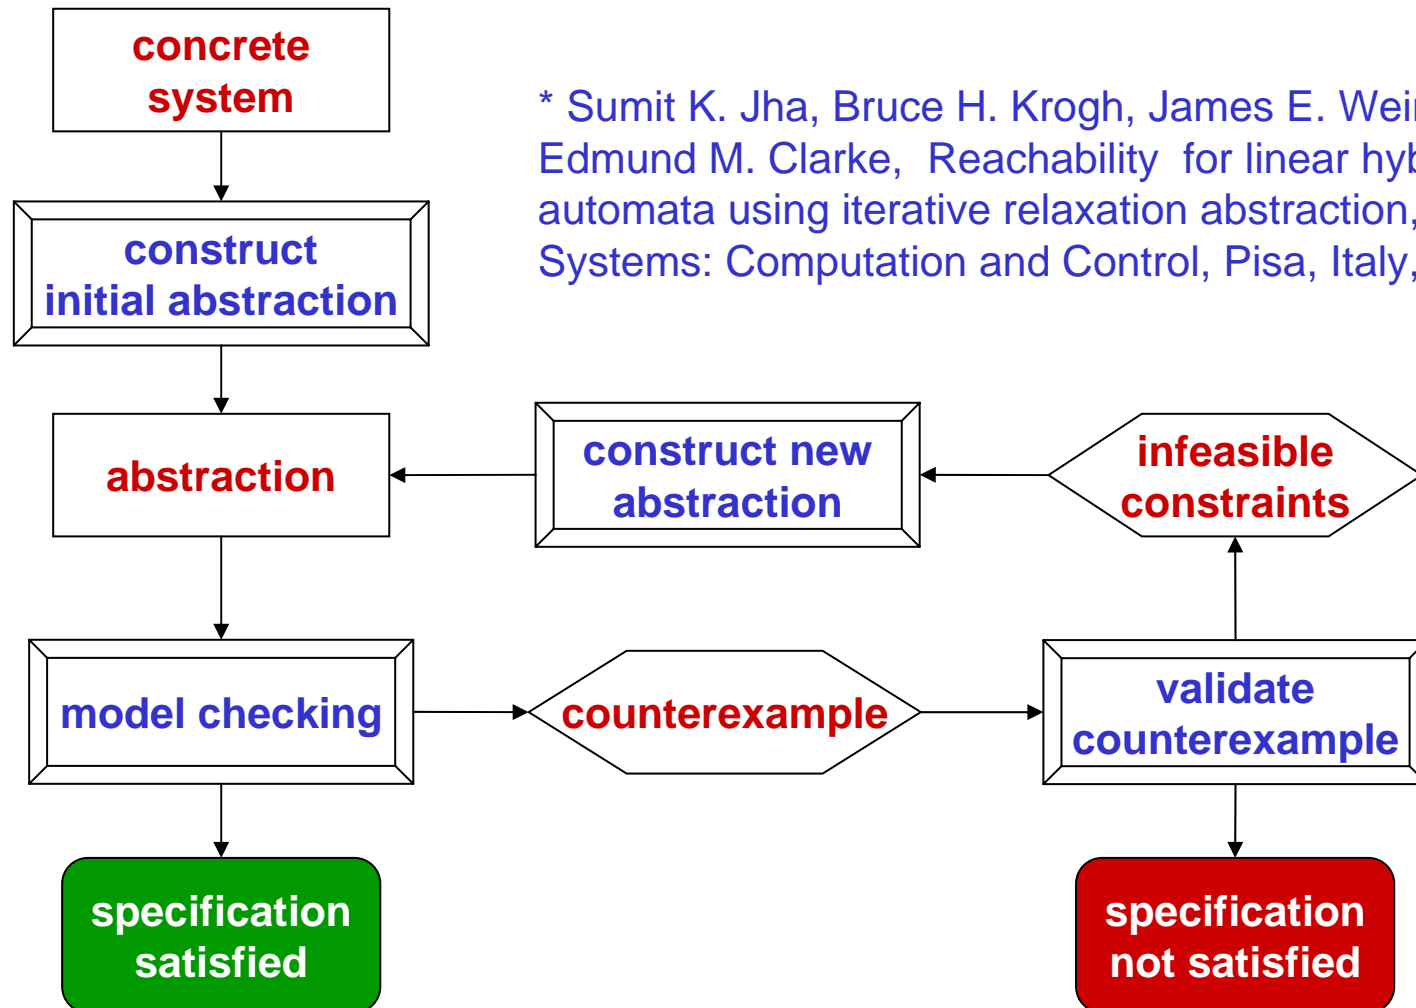 concrete
system
* Sumit K. Jha, Bruce H. Krogh, James E.
Edmund M. Clarke, Reachability for linear
automata using iterative relaxation abstraction,
Systems: Computation and Control, Pisa, Italy,
construct
initial abstraction
abstraction
construct new
abstraction
infeasible
constraints
model checking
counterexample
validate
counterexample
specification
satisfied
specification
not satisfied